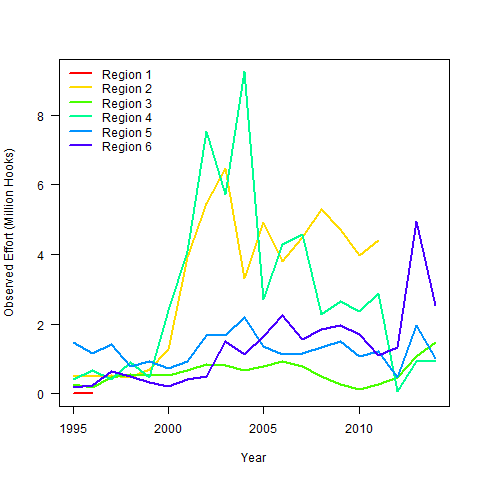 Region 1
Region 2
Region 3
Region 4
Region 5
Region 6
Observed Effort (Million Hooks)
8
6
4
2
0
1995 2000 2005 2010
Year